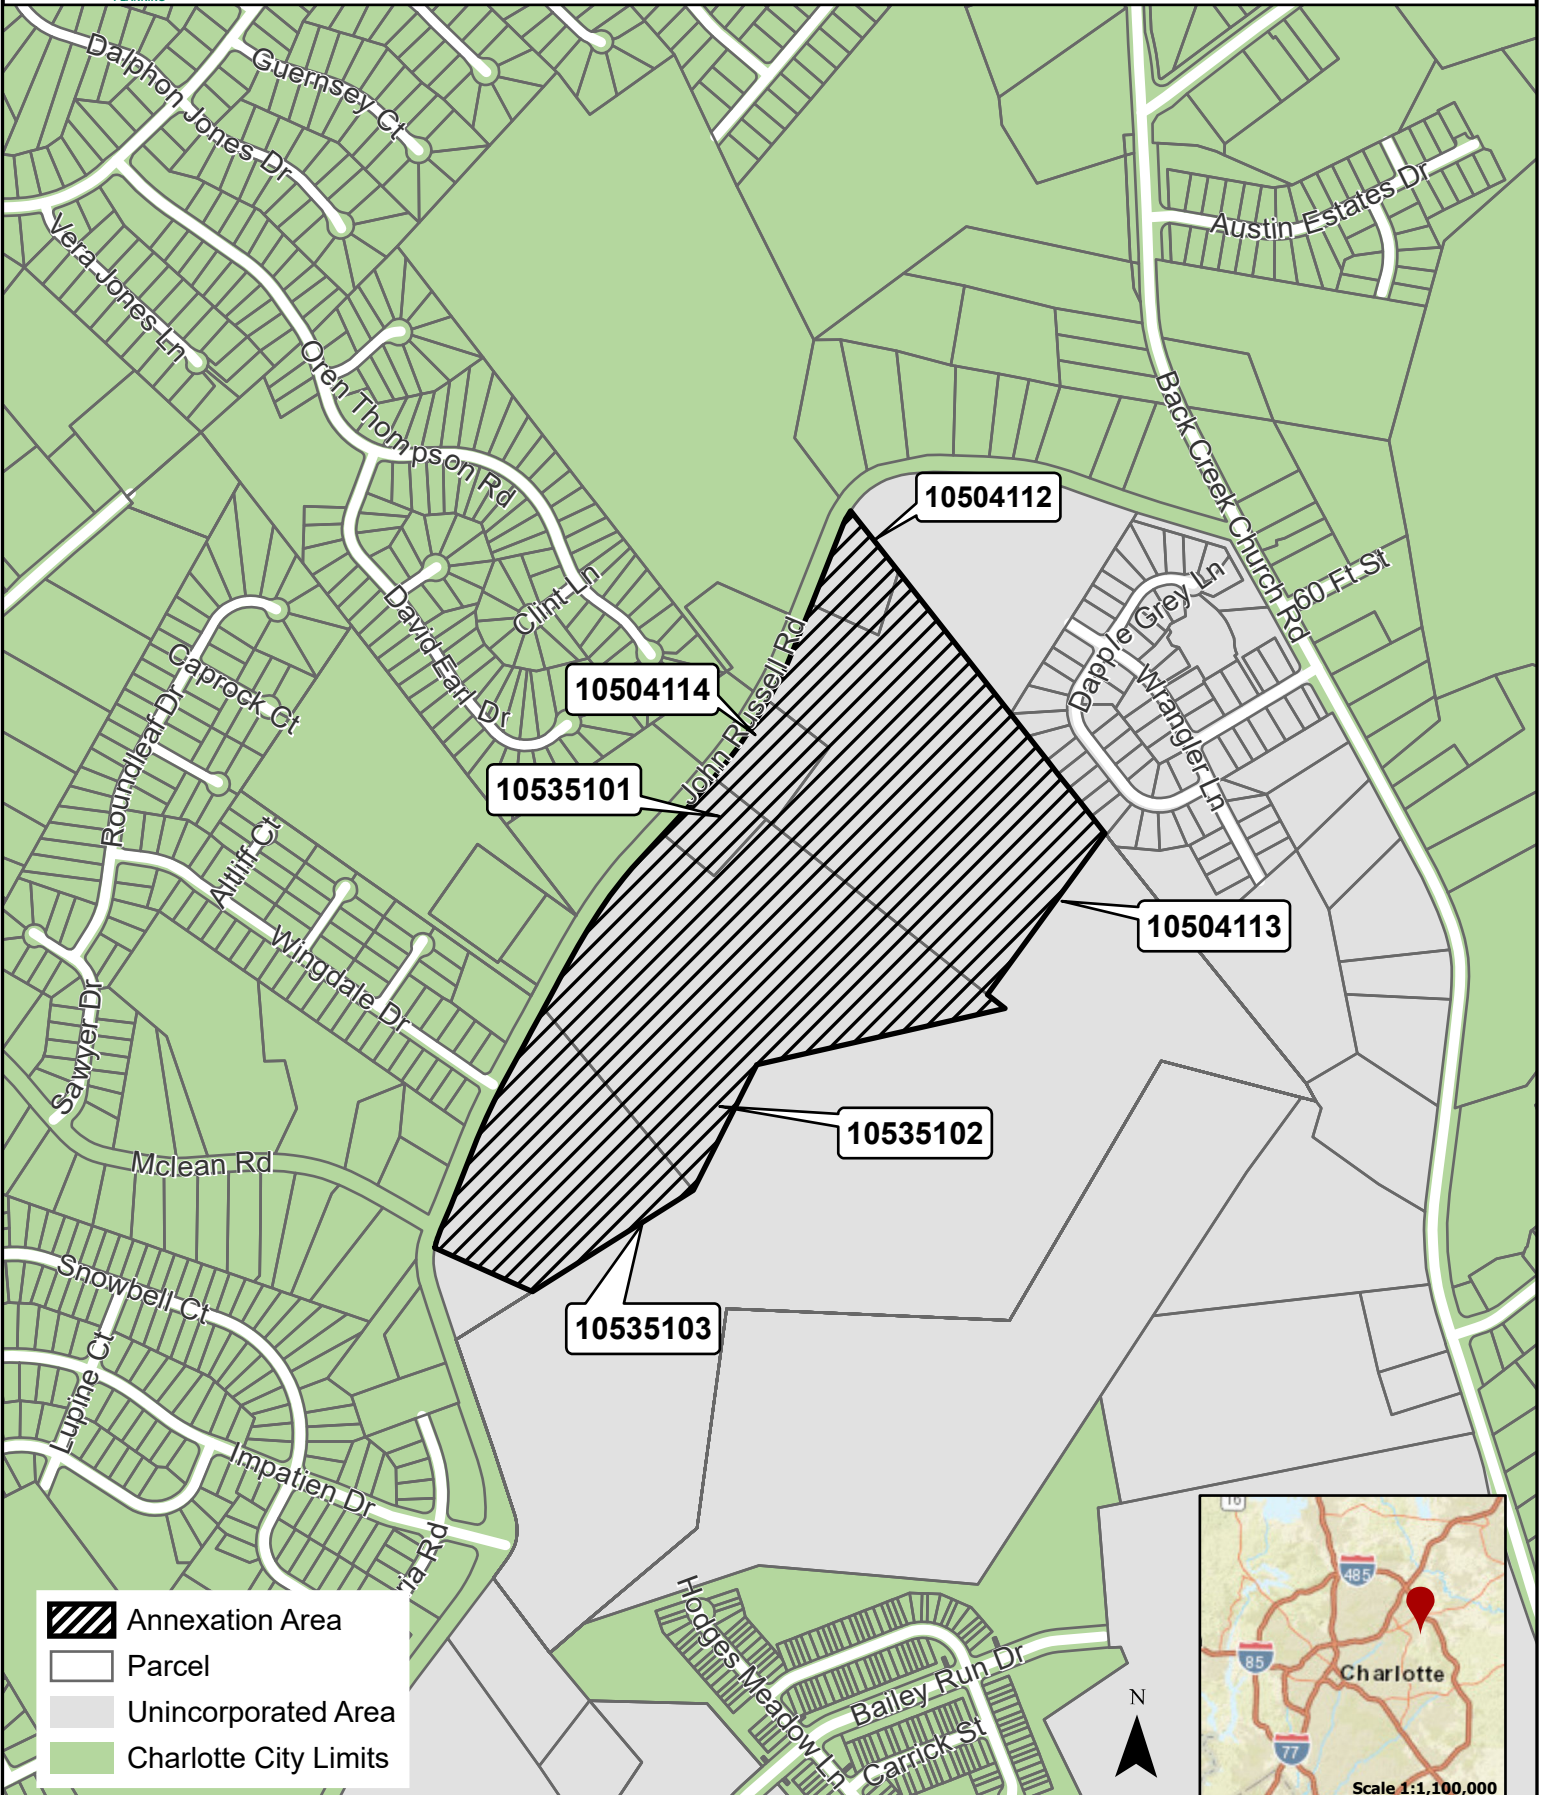 Dalphon Jones Dr
Guernsey Ct
Vera Jones Ln
Oren Thompson Rd
Austin Estates Dr
Back Creek Church Rd
60 Ft St
10504112
Dapple Grey Ln
Wrangler Ln
Clint Ln
David Earl Dr
John Russell Rd
10504114
10535101
Caprock Ct
Roundleaf Dr
Altliff Ct
Wingdale Dr
Sawyer Dr
10504113
10535102
Mclean Rd
10535103
Snowbell Ct
Lupine Ct
Impatien Dr
ria Rd
Hodges Meadow Ln
Bailey Run Dr
Carrick St
Annexation Area
Parcel
Unincorporated Area
Charlotte City Limits
N
16
485
85
Charlotte
77
Scale 1:1,100,000